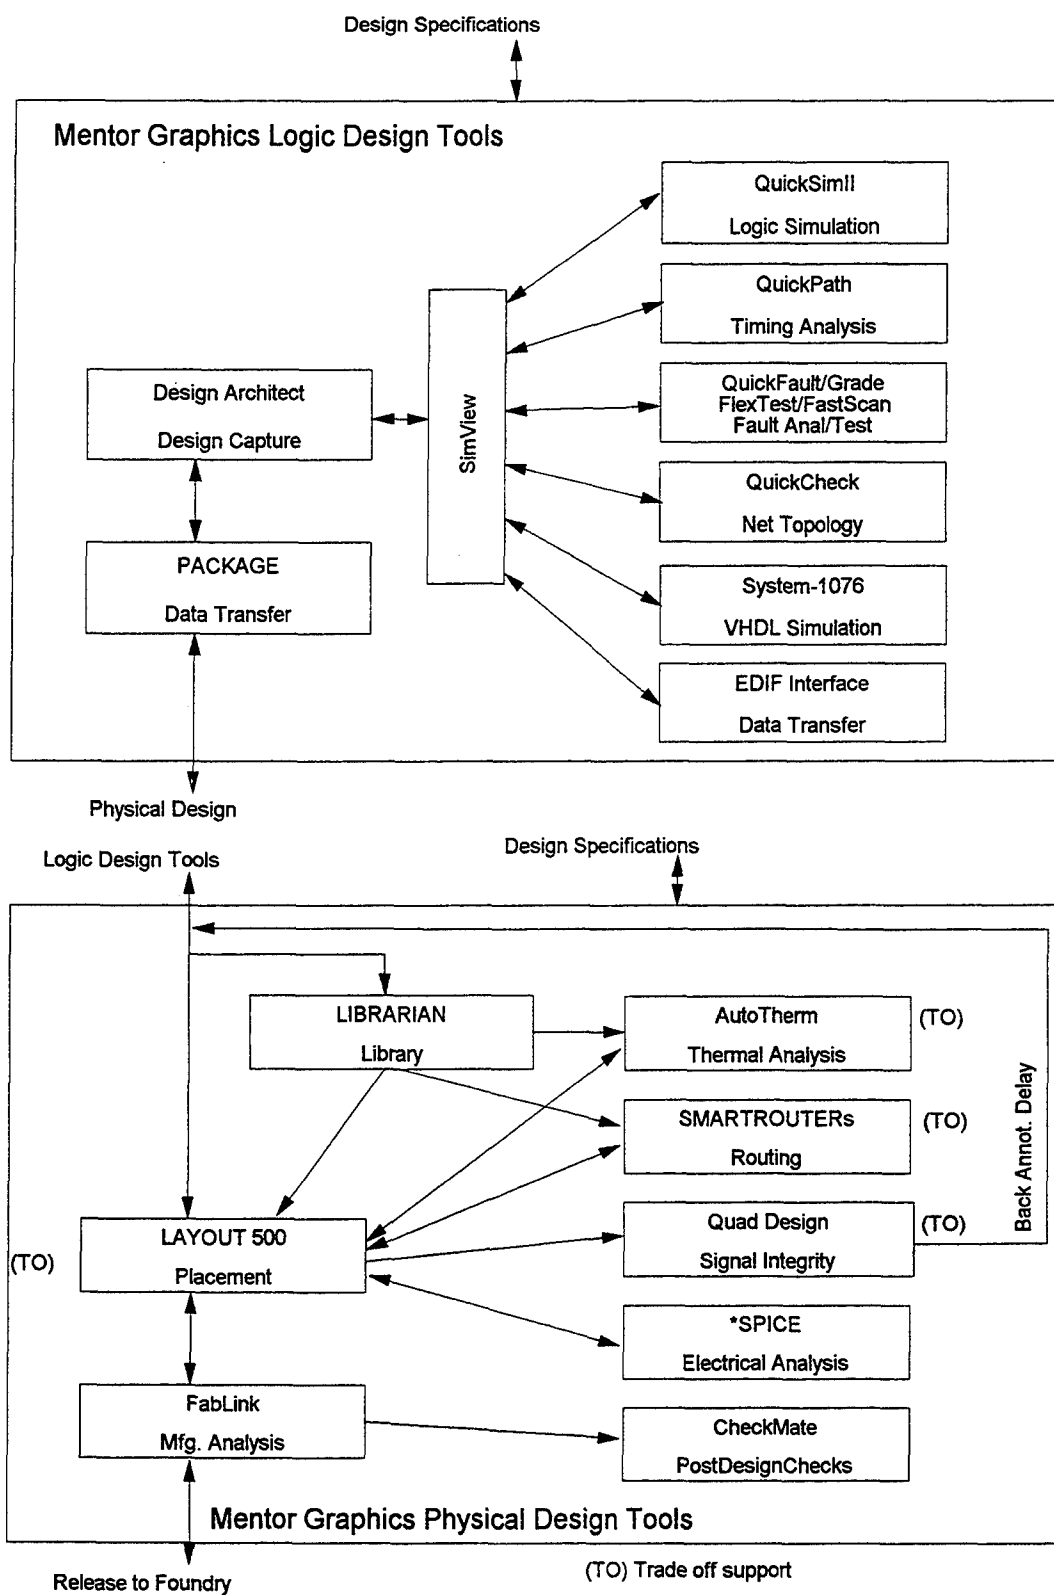 Design Specifications
Mentor Graphics Logic Design Tools
QuickSimII
Logic Simulation
QuickPath
Timing Analysis
Design Architect
Design Capture
SimView
QuickFault/Grade
FlexTest/FastScan
Fault Anal/Test
QuickCheck
Net Topology
PACKAGE
Data Transfer
System-1076
VHDL Simulation
EDIF Interface
Data Transfer
Physical Design
Logic Design Tools
Design Specifications
LIBRARIAN
Library
AutoTherm
Thermal Analysis
(TO)
SMARTROUTERs
Routing
(TO)
Back Annot. Delay
LAYOUT 500
Placement
(TO)
Quad Design
Signal Integrity
(TO)
*SPICE
Electrical Analysis
FabLink
Mfg. Analysis
CheckMate
PostDesignChecks
Mentor Graphics Physical Design Tools
Release to Foundry
(TO) Trade off support